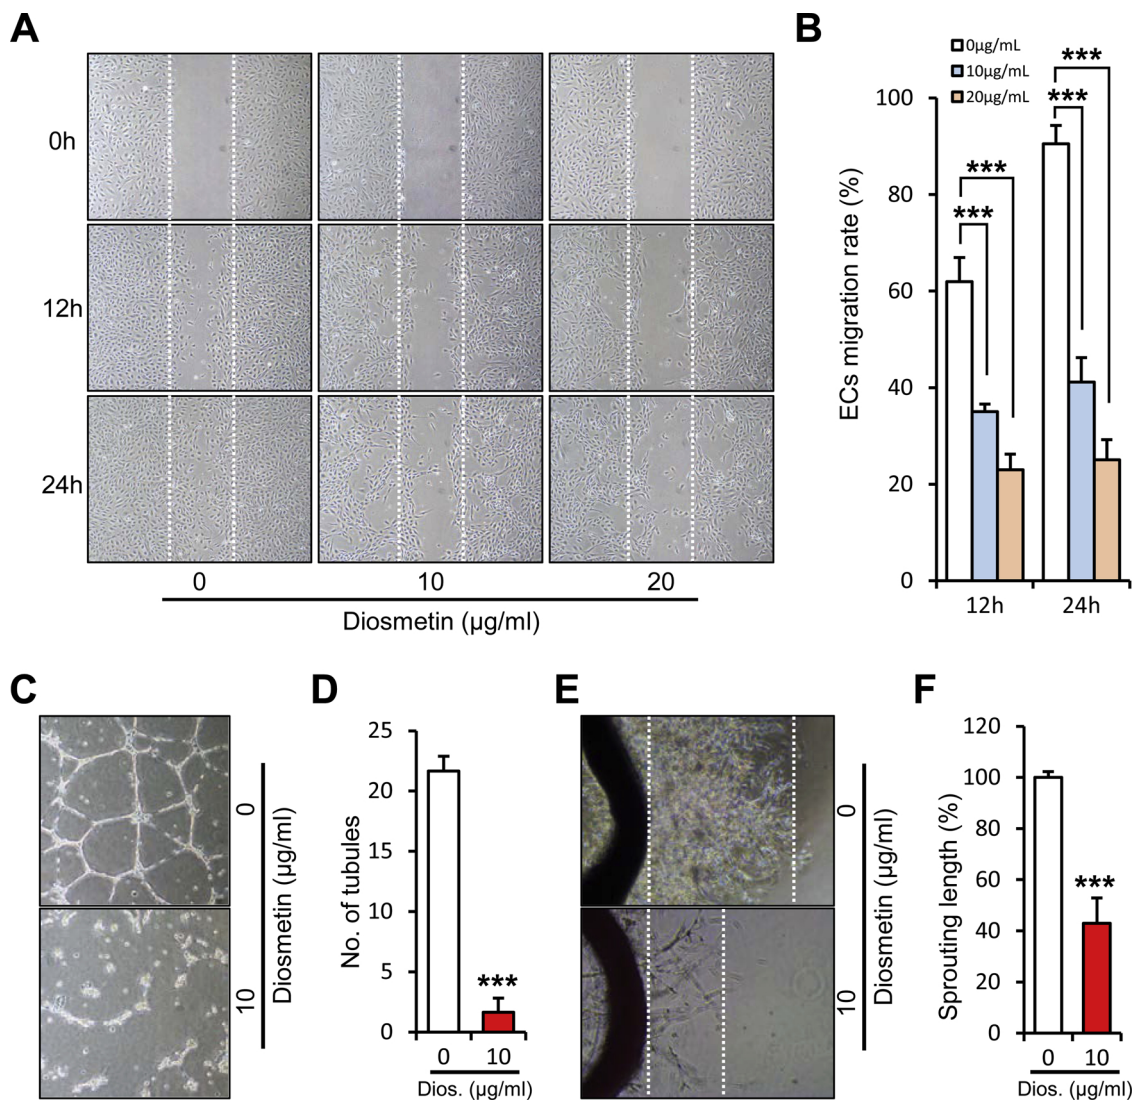 A
0h
12h
24h
0 10 20
Diosmetin (µg/ml)
B
0µg/mL
10µg/mL
20µg/mL
ECs migration rate (%)
100
80
60
40
20
0
***
***
***
***
12h 24h
C
0
10
Diosmetin (µg/ml)
D
No. of tubules
25
20
15
10
5
0
***
0 10
Dios. (µg/ml)
E
0
10
Diosmetin (µg/ml)
F
Sprouting length (%)
120
100
80
60
40
20
0
***
0 10
Dios. (µg/ml)